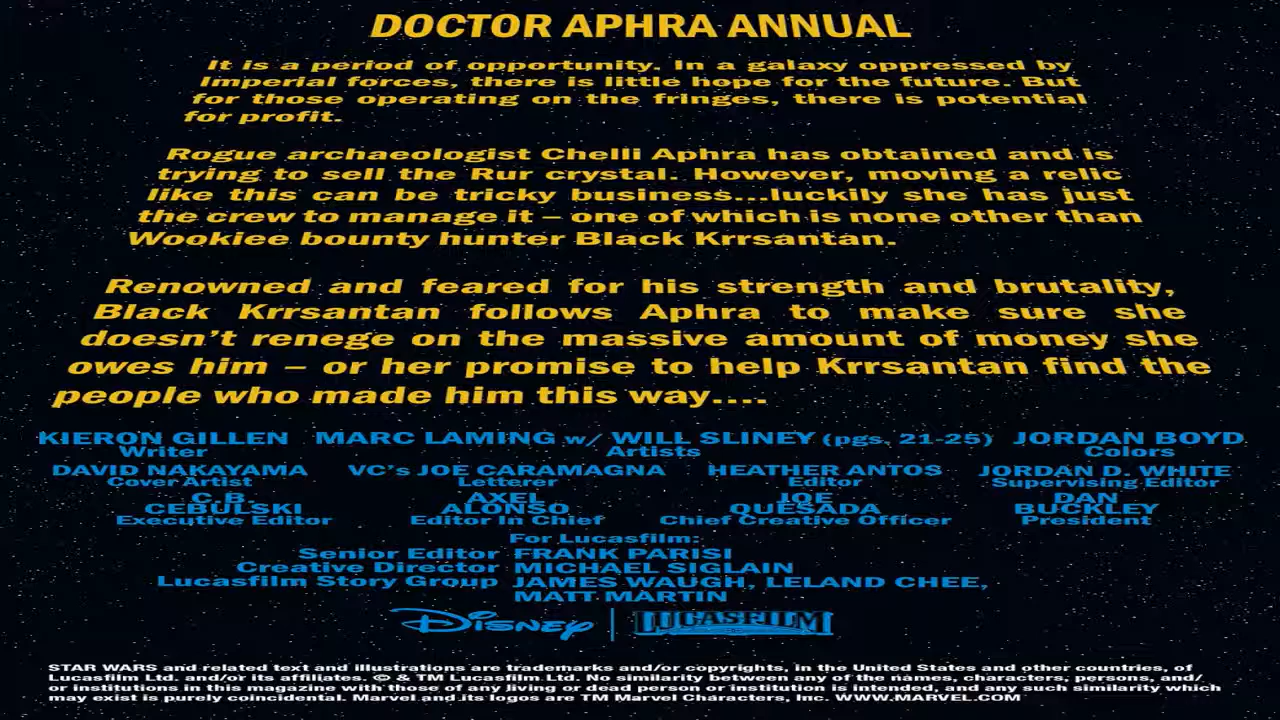 DOCTOR APHRA ANNUAL
It is a period of opportunity. In a galaxy oppressed by
Imperial forces, there is little hope for the future. But
for those operating on the fringes, there is potential
for profit.
Rogue archaeologist Chelli Aphra has obtained and is
trying to sell the Rur crystal. However, moving a relic
like this can be tricky business...luckily she has just
the crew to manage it – one of which is none other than
Wookiee bounty hunter Black Krrsantan.
Renowned and feared for his strength and brutality,
Black Krrsantan follows Aphra to make sure she
doesn't renege on the massive amount of money she
owes him – or her promise to help Krrsantan find the
people who made him this way....
KIERON GILLEN MARC LAMING w/ WILL SLINEY (pgs. 21-25) JORDAN BOYD
Writer Artists Colors
DAVID NAKAYAMA VC's JOE CARAMAGNA HEATHER ANTOS JORDAN D. WHITE
Cover Artist Letterer Editor Supervising Editor
C.B. AXEL JOE DAN
CEBULSKI ALONSO QUESADA BUCKLEY
Executive Editor Editor In Chief Chief Creative Officer President
For Lucasfilm:
Senior Editor FRANK PARISI
Creative Director MICHAEL SIGLAIN
Lucasfilm Story Group JAMES WAUGH, LELAND CHEE,
MATT MARTIN
DISNEY | LUCASFILM
STAR WARS and related text and illustrations are trademarks and/or copyrights, in the United States and other countries, of
Lucasfilm Ltd. and/or its affiliates. © & TM Lucasfilm Ltd. No similarity between any of the names, characters, persons, and/
or institutions in this magazine with those of any living or dead person or institution is intended, and any such similarity which
may exist is purely coincidental. Marvel and its logos are TM Marvel Characters, Inc. WWW.MARVEL.COM